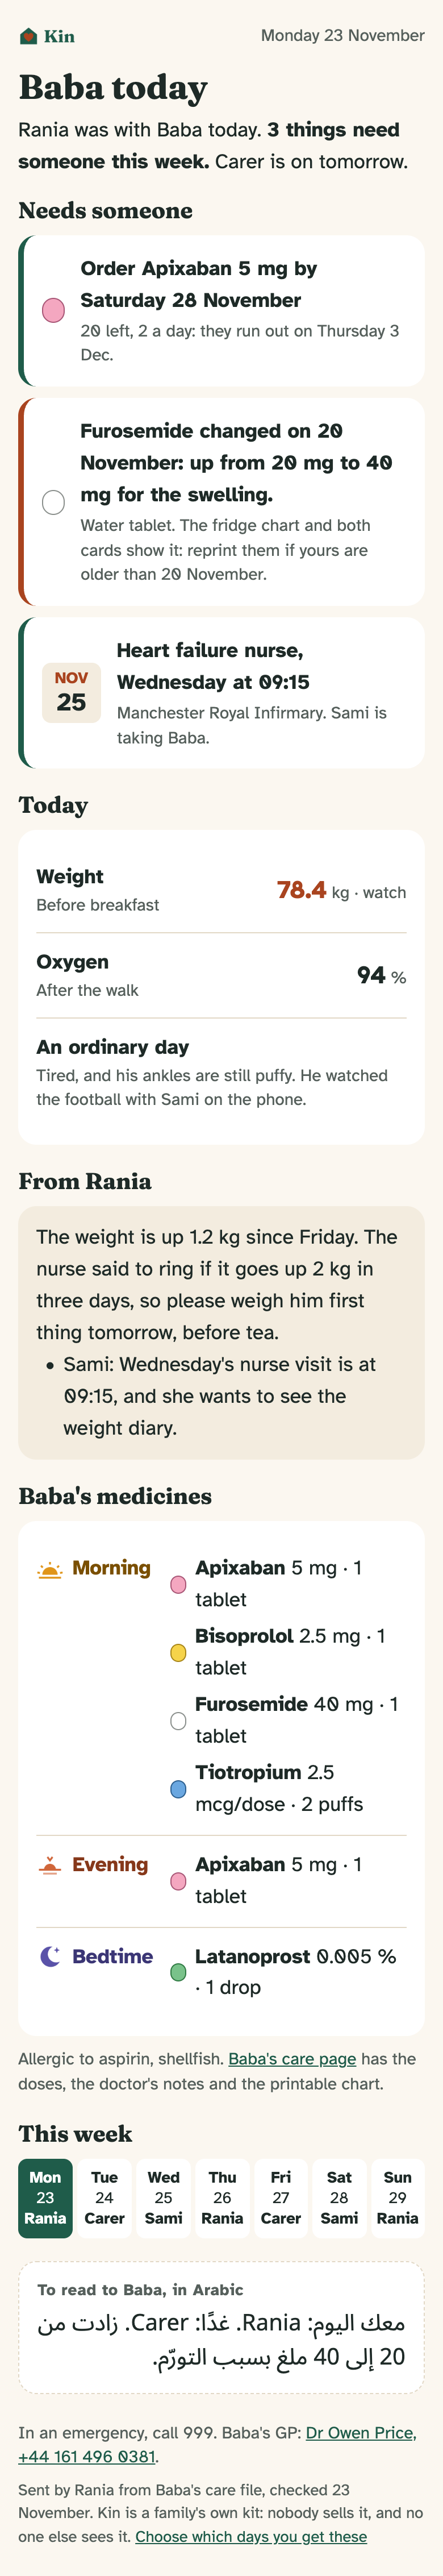 Kin
Monday 23 November
Baba today
Rania was with Baba today. 3 things need
someone this week. Carer is on tomorrow.
Needs someone
Order Apixaban 5 mg by
Saturday 28 November
20 left, 2 a day: they run out on Thursday 3
Dec.
Furosemide changed on 20
November: up from 20 mg to 40
mg for the swelling.
Water tablet. The fridge chart and both
cards show it: reprint them if yours are
older than 20 November.
NOV
25
Heart failure nurse,
Wednesday at 09:15
Manchester Royal Infirmary. Sami is
taking Baba.
Today
Weight
Before breakfast
78.4 kg · watch
Oxygen
After the walk
94 %
An ordinary day
Tired, and his ankles are still puffy. He watched
the football with Sami on the phone.
From Rania
The weight is up 1.2 kg since Friday. The
nurse said to ring if it goes up 2 kg in
three days, so please weigh him first
thing tomorrow, before tea.
• Sami: Wednesday's nurse visit is at
09:15, and she wants to see the
weight diary.
Baba's medicines
Morning
Apixaban 5 mg · 1
tablet
Bisoprolol 2.5 mg · 1
tablet
Furosemide 40 mg · 1
tablet
Tiotropium 2.5
mcg/dose · 2 puffs
Evening
Apixaban 5 mg · 1
tablet
Bedtime
Latanoprost 0.005 %
· 1 drop
Allergic to aspirin, shellfish. Baba's care page has the
doses, the doctor's notes and the printable chart.
This week
Mon Tue Wed Thu Fri Sat Sun
23 24 25 26 27 28 29
Rania Carer Sami Rania Carer Sami Rania
To read to Baba, in Arabic
معك اليوم: Rania. غدًا: Carer. زادت من
20 إلى 40 ملغ بسبب التورّم.
In an emergency, call 999. Baba's GP: Dr Owen Price,
+44 161 496 0381.
Sent by Rania from Baba's care file, checked 23
November. Kin is a family's own kit: nobody sells it, and no
one else sees it. Choose which days you get these